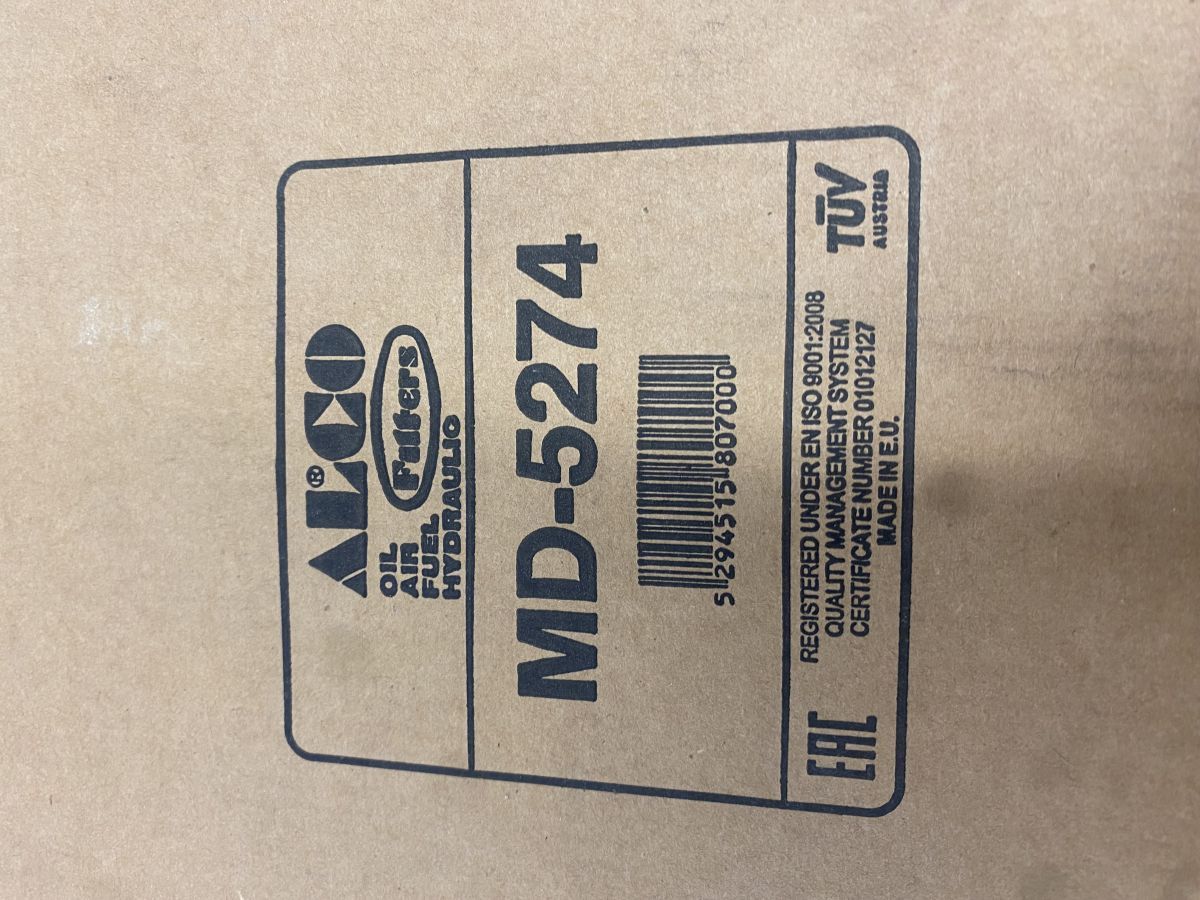 ALCO®
OIL
AIR
FUEL
HYDRAULIC
Filters
MD-5274
5 294515 807000
EAC
REGISTERED UNDER EN ISO 9001:2008
QUALITY MANAGEMENT SYSTEM
CERTIFICATE NUMBER 01012127
MADE IN E.U.
TÜV
AUSTRIA